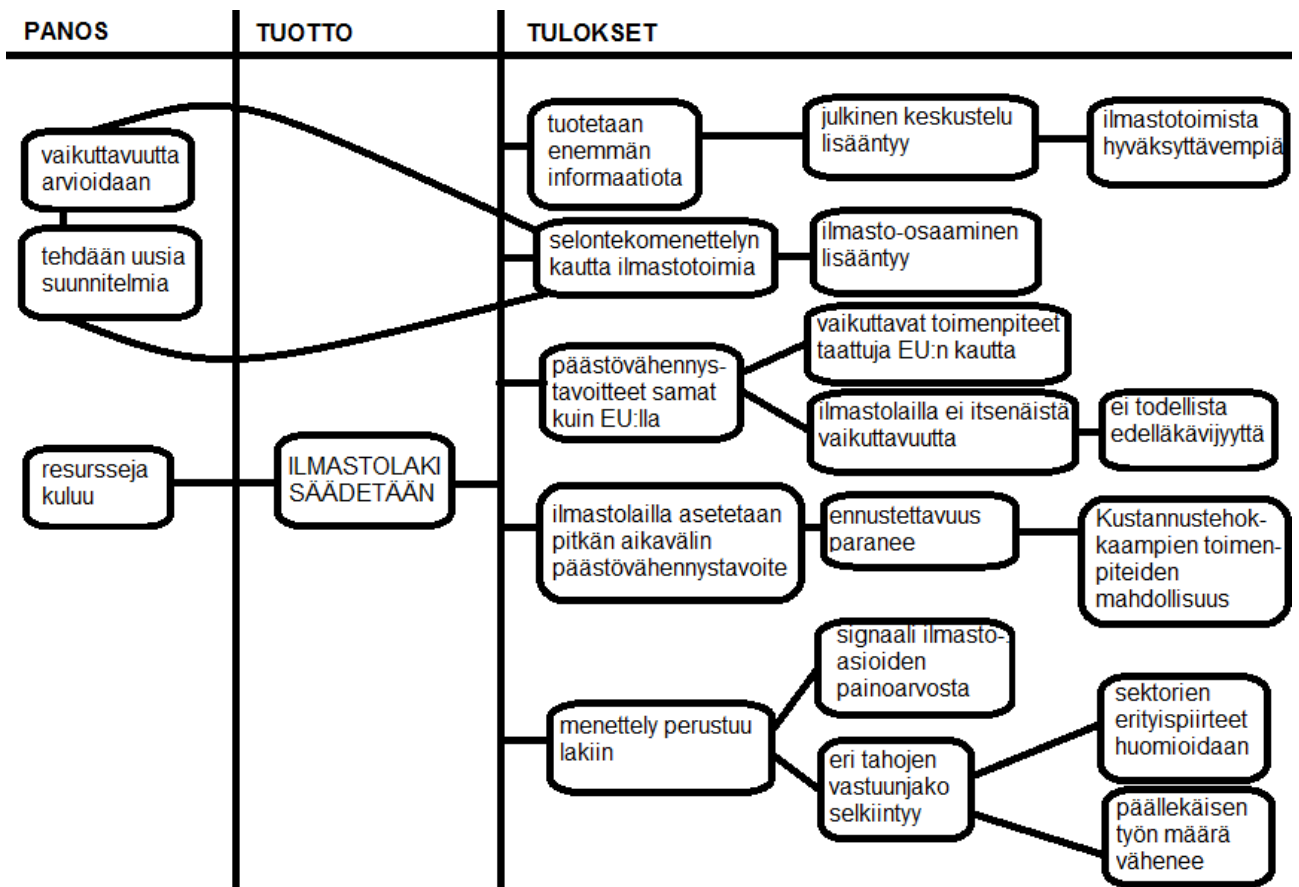 PANOS
TUOTTO
TULOKSET
vaikuttavuutta
arvioidaan
tehdään uusia
suunnitelmia
resursseja
kuluu
ILMASTOLAKI
SÄÄDETÄÄN
tuotetaan
enemmän
informaatiota
julkinen keskustelu
lisääntyy
ilmastotoimista
hyväksyttävempiä
selontekomenettelyn
kautta ilmastotoimia
ilmasto-osaaminen
lisääntyy
päästövähennys-
tavoitteet samat
kuin EU:lla
vaikuttavat toimenpiteet
taattuja EU:n kautta
ilmastolailla ei itsenäistä
vaikuttavuutta
ei todellista
edelläkävijyyttä
ilmastolailla asetetaan
pitkän aikavälin
päästövähennystavoite
ennustettavuus
paranee
Kustannustehok-
kaampien toimen-
piteiden
mahdollisuus
menettely perustuu
lakiin
signaali ilmasto-
asioiden
painoarvosta
eri tahojen
vastuunjako
selkiintyy
sektorien
erityispiirteet
huomioidaan
päällekäisen
työn määrä
vähenee